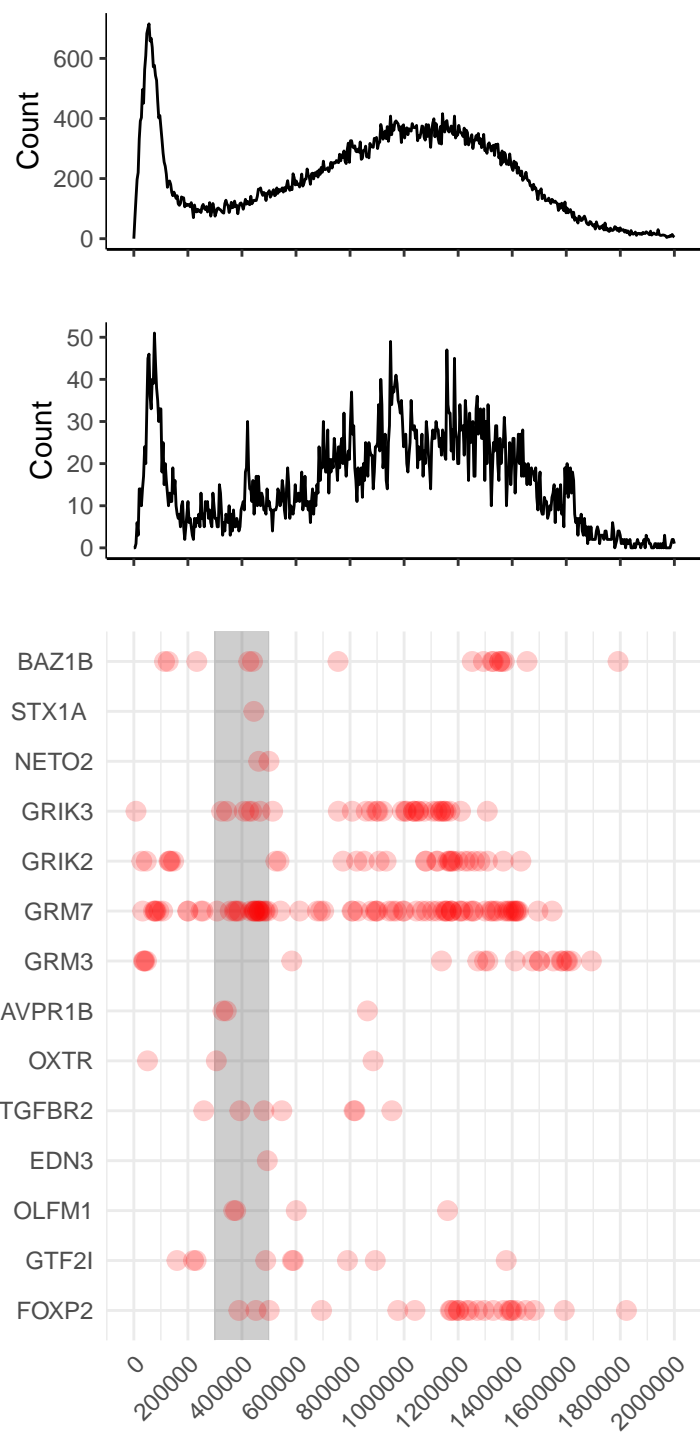 600
400
200
0
Count
50
40
30
20
10
0
Count
BAZ1B
STX1A
NETO2
GRIK3
GRIK2
GRM7
GRM3
AVPR1B
OXTR
TGFBR2
EDN3
OLFM1
GTF2I
FOXP2
0
200000
400000
600000
800000
1000000
1200000
1400000
1600000
1800000
2000000